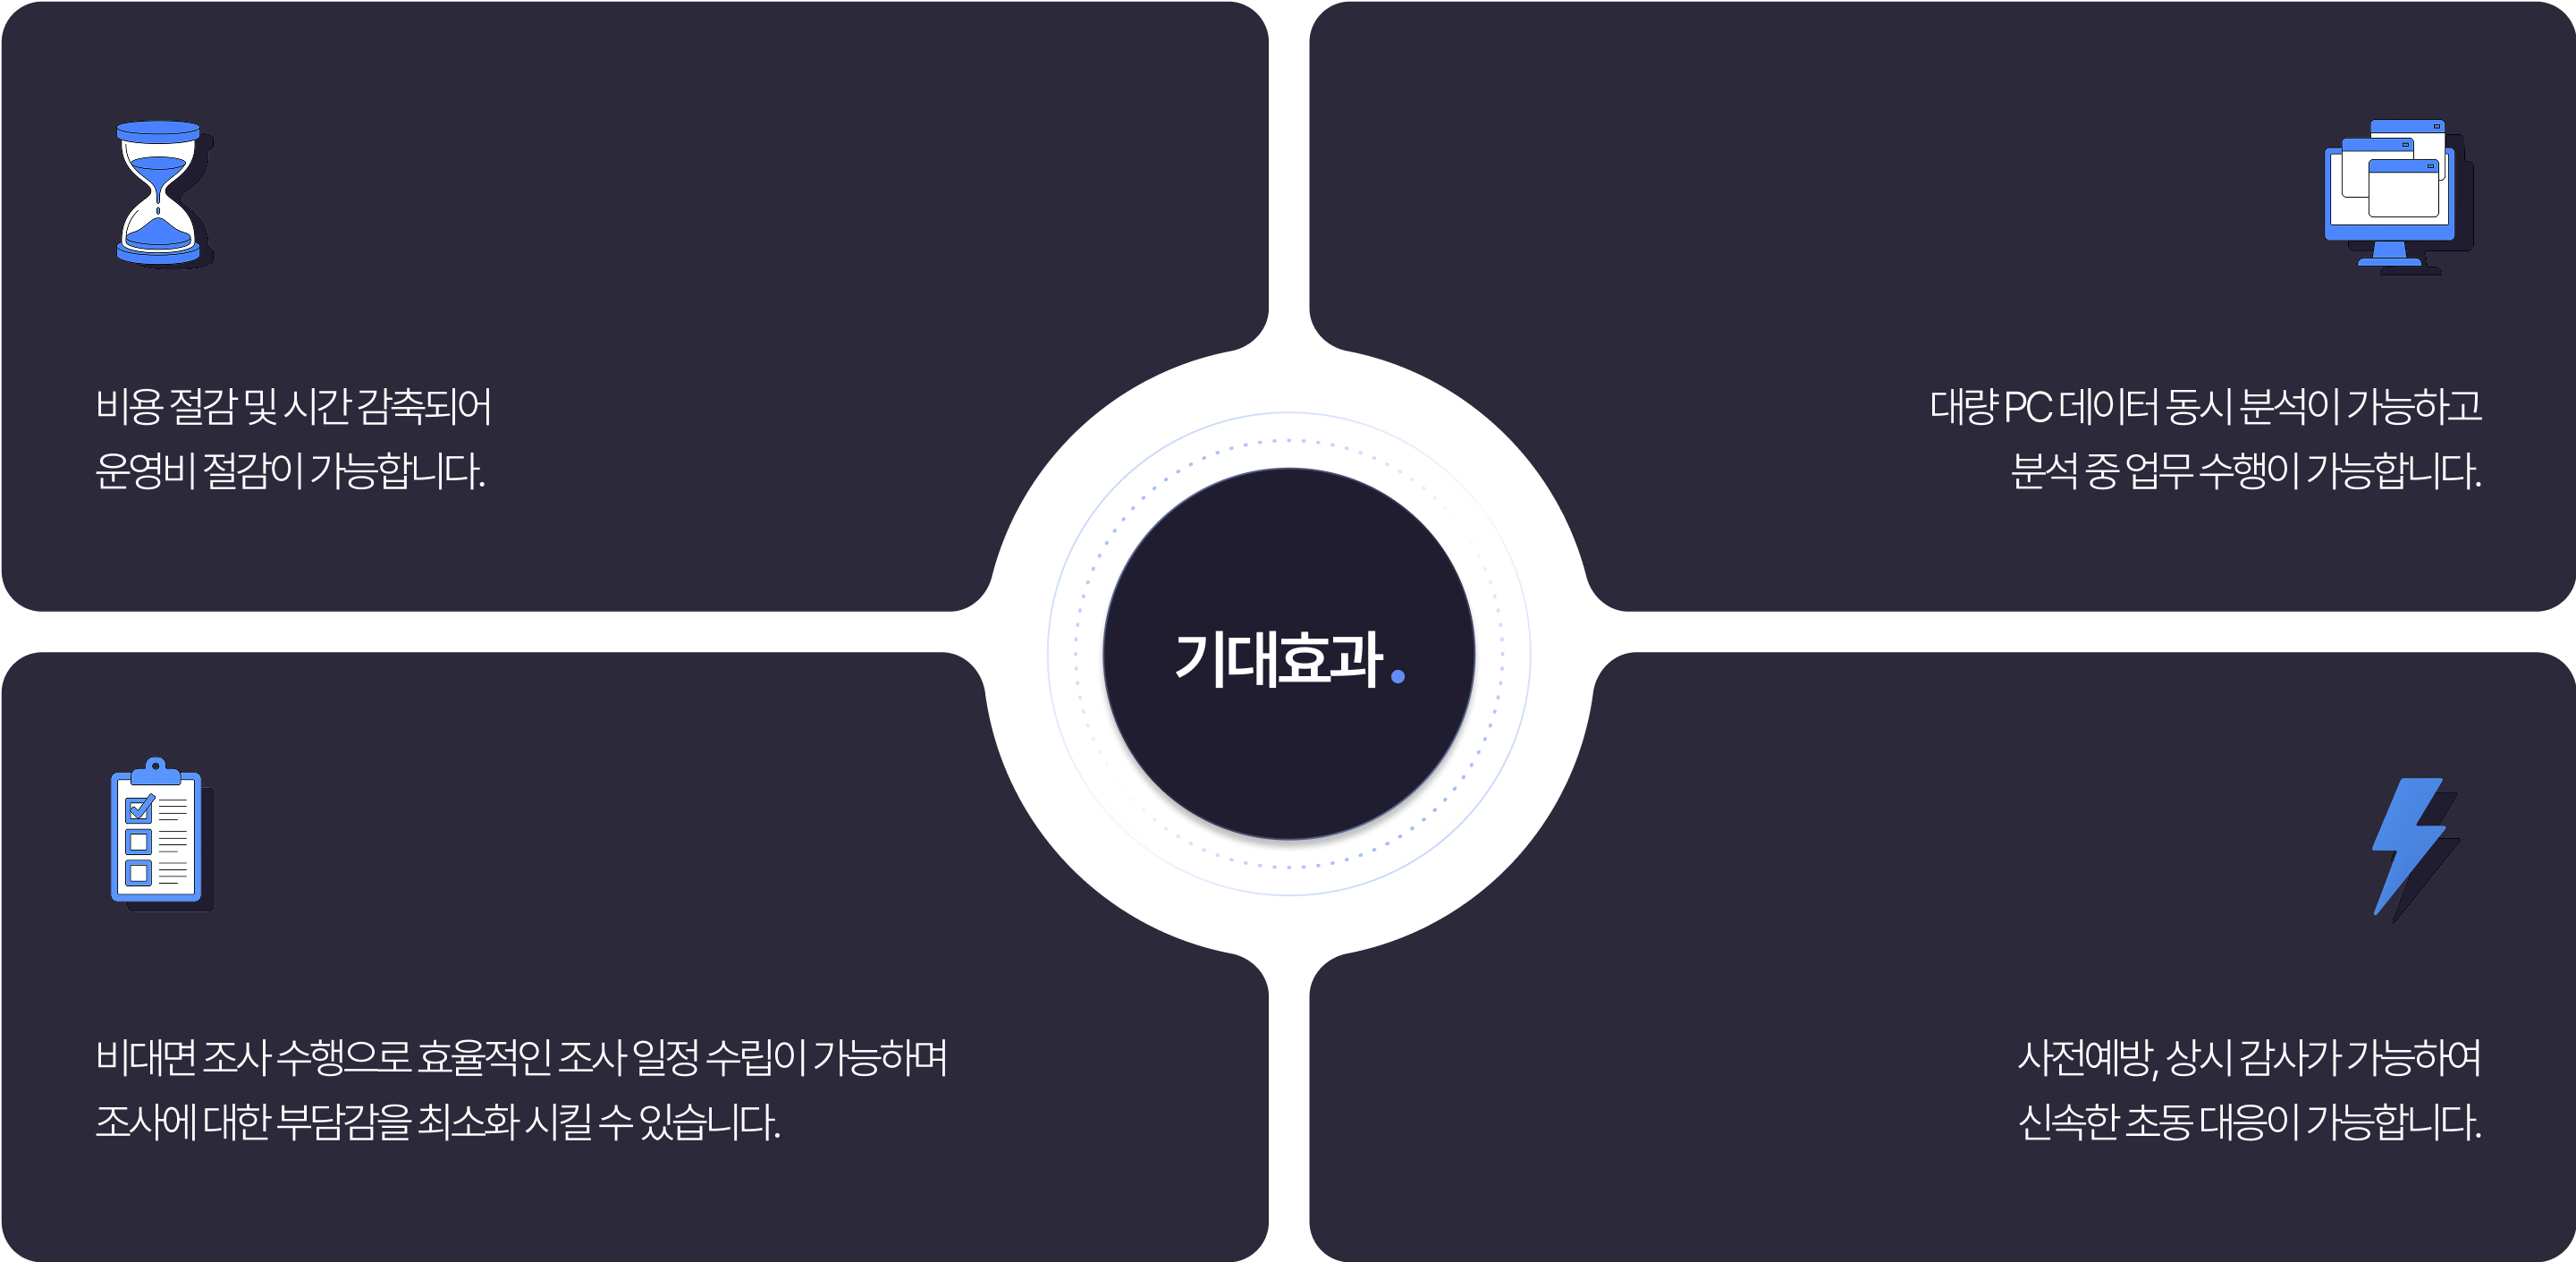 비용 절감 및 시간 감축되어
운영비 절감이 가능합니다.
대량 PC 데이터 동시 분석이 가능하고
분석 중 업무 수행이 가능합니다.
기대효과.
비대면 조사 수행으로 효율적인 조사 일정 수립이 가능하며
조사에 대한 부담감을 최소화 시킬 수 있습니다.
사전예방, 상시 감사가 가능하여
신속한 초동 대응이 가능합니다.